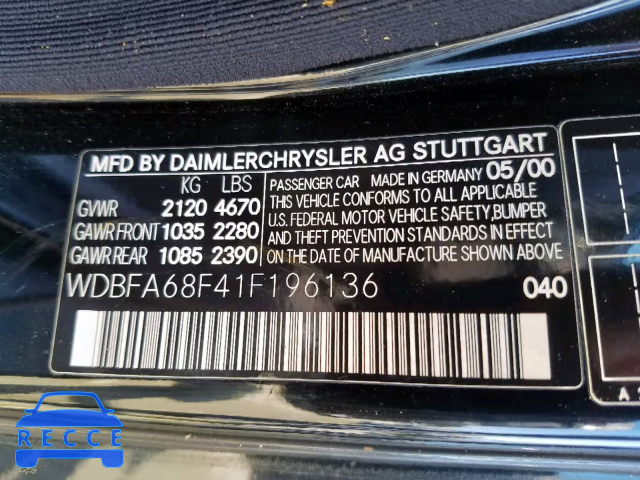 MFD BY DAIMLERCHRYSLER AG STUTTGART
KG LBS
GVWR 2120 4670
GAWR FRONT 1035 2280
GAWR REAR 1085 2390
PASSENGER CAR MADE IN GERMANY 05/00
THIS VEHICLE CONFORMS TO ALL APPLICABLE
U.S. FEDERAL MOTOR VEHICLE SAFETY, BUMPER
AND THEFT PREVENTION STANDARDS IN EFFECT
ON THE DATE OF MANUFACTURE SHOWN ABOVE
WDBFA68F41F196136 040
A
RECCE